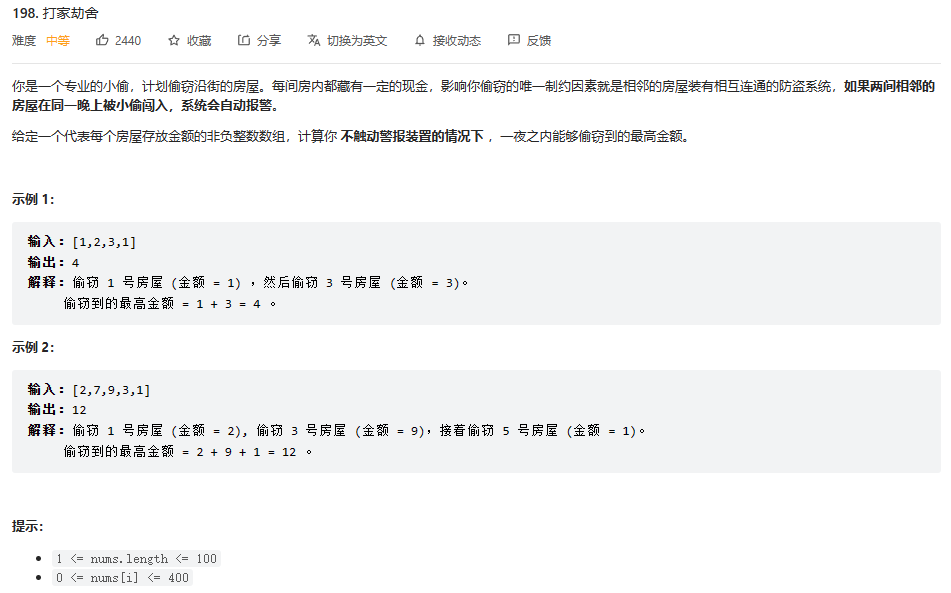 198. 打家劫舍
难度 中等 2440 收藏 分享 切换为英文 接收动态 反馈
你是一个专业的小偷，计划偷窃沿街的房屋。每间房内都藏有一定的现金，影响你偷窃的唯一制约因素就是相邻的房屋装有相互连通的防盗系统，如果两间相邻的
房屋在同一晚上被小偷闯入，系统会自动报警。
给定一个代表每个房屋存放金额的非负整数数组，计算你 不触动警报装置的情况下 ，一夜之内能够偷窃到的最高金额。
示例 1：
输入：[1,2,3,1]
输出：4
解释：偷窃 1 号房屋 (金额 = 1) ，然后偷窃 3 号房屋 (金额 = 3)。
偷窃到的最高金额 = 1 + 3 = 4 。
示例 2：
输入：[2,7,9,3,1]
输出：12
解释：偷窃 1 号房屋 (金额 = 2), 偷窃 3 号房屋 (金额 = 9)，接着偷窃 5 号房屋 (金额 = 1)。
偷窃到的最高金额 = 2 + 9 + 1 = 12 。
提示：
1 <= nums.length <= 100
0 <= nums[i] <= 400